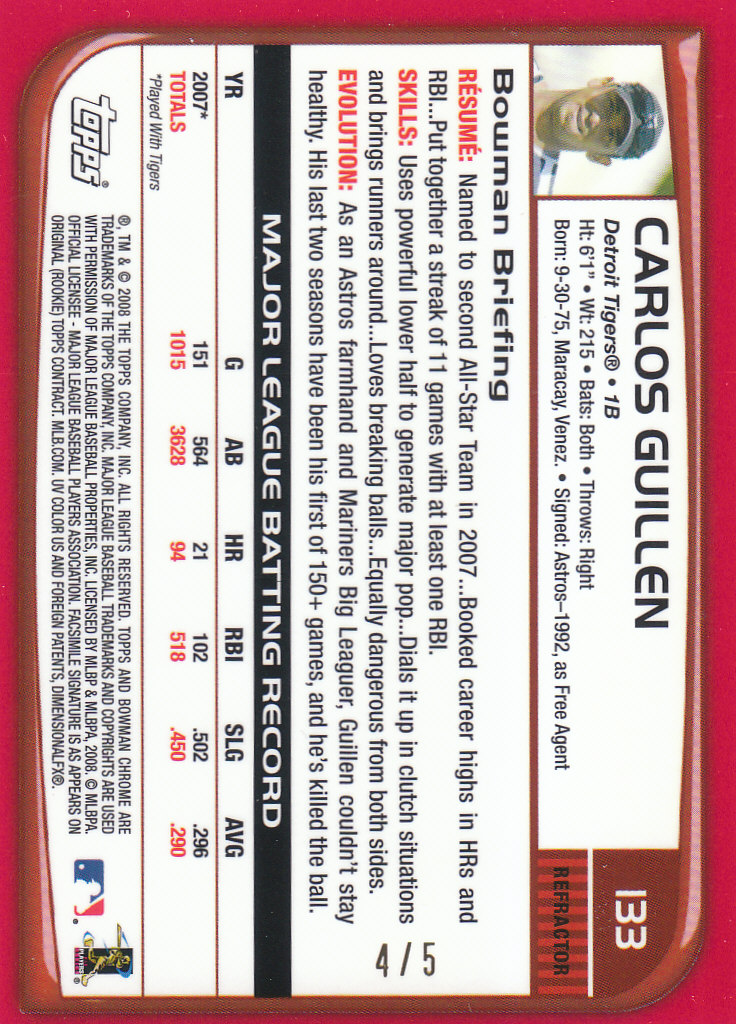 CARLOS GUILLEN
133
Detroit Tigers® • 1B
Ht: 6'1" • Wt: 215 • Bats: Both • Throws: Right
Born: 9-30-75, Maracay, Venez. • Signed: Astros–1992, as Free Agent
REFRACTOR
Bowman Briefing
RÉSUMÉ: Named to second All-Star Team in 2007...Booked career highs in HRs and
RBI...Put together a streak of 11 games with at least one RBI.
SKILLS: Uses powerful lower half to generate major pop...Dials it up in clutch situations
and brings runners around...Loves breaking balls...Equally dangerous from both sides.
EVOLUTION: As an Astros farmhand and Mariners Big Leaguer, Guillen couldn't stay
healthy. His last two seasons have been his first of 150+ games, and he's killed the ball.
4/5
MAJOR LEAGUE BATTING RECORD
YR G AB HR RBI SLG AVG
2007* 151 564 21 102 .502 .296
TOTALS 1015 3628 94 518 .450 .290
*Played With Tigers
topps®
®, TM & © 2008 THE TOPPS COMPANY, INC. ALL RIGHTS RESERVED. TOPPS AND BOWMAN CHROME ARE
TRADEMARKS OF THE TOPPS COMPANY, INC. MAJOR LEAGUE BASEBALL TRADEMARKS AND COPYRIGHTS ARE USED
WITH PERMISSION OF MAJOR LEAGUE BASEBALL PROPERTIES, INC. LICENSED BY MLBP & MLBPA, 2008. © MLBPA
OFFICIAL LICENSEE - MAJOR LEAGUE BASEBALL PLAYERS ASSOCIATION. FACSIMILE SIGNATURE IS AS APPEARS ON
ORIGINAL (ROOKIE) TOPPS CONTRACT. MLB.COM. UV COLOR US AND FOREIGN PATENTS, DIMENSIONALFX®.
PLAYERS